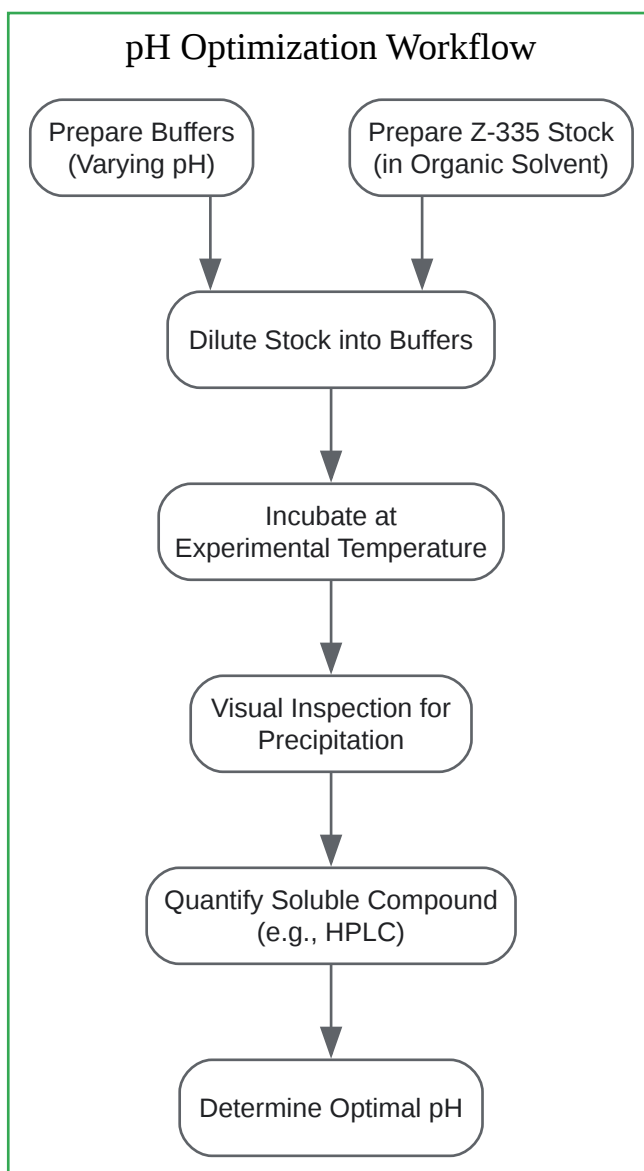 pH Optimization Workflow
Prepare Buffers
(Varying pH)
Prepare Z-335 Stock
(in Organic Solvent)
Dilute Stock into Buffers
Incubate at
Experimental Temperature
Visual Inspection for
Precipitation
Quantify Soluble Compound
(e.g., HPLC)
Determine Optimal pH